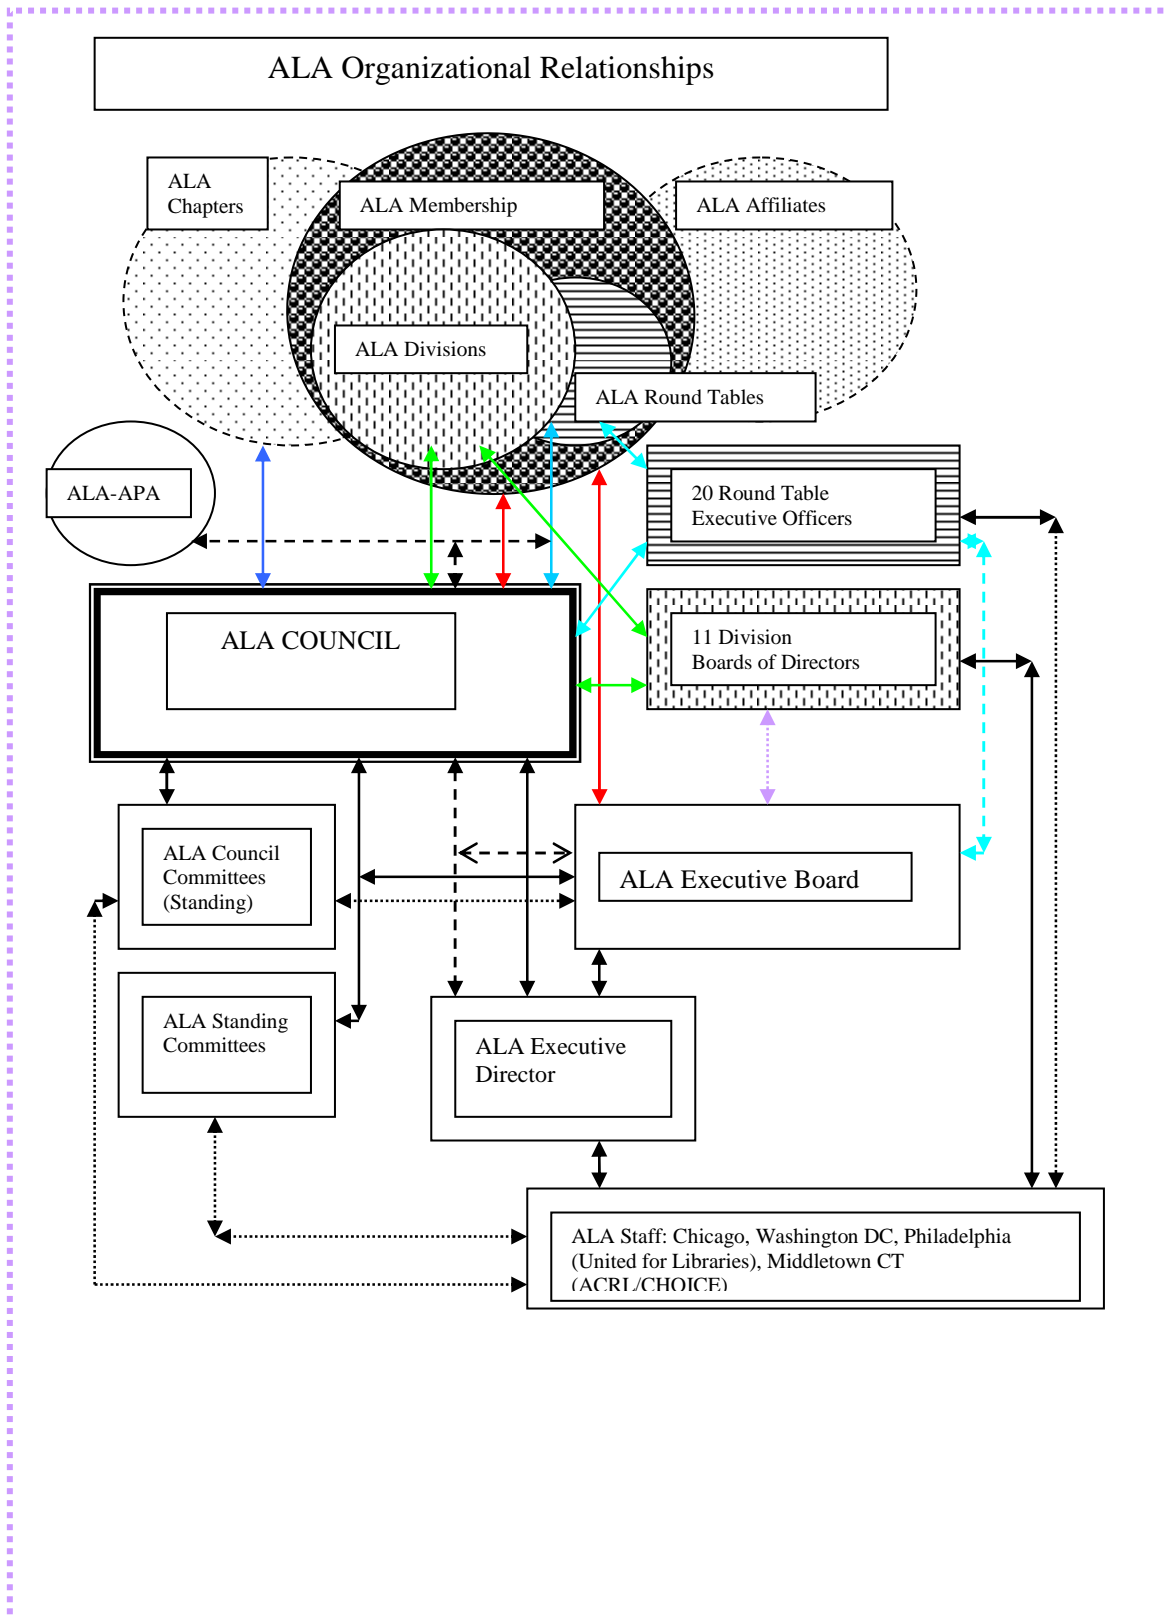 ALA Organizational Relationships
ALA
Chapters
ALA Membership
ALA Affiliates
ALA Divisions
ALA Round Tables
ALA-APA
20 Round Table
Executive Officers
ALA COUNCIL
11 Division
Boards of Directors
ALA Council
Committees
(Standing)
ALA Executive Board
ALA Standing
Committees
ALA Executive
Director
ALA Staff: Chicago, Washington DC, Philadelphia
(United for Libraries), Middletown CT
(ACRL/CHOICE)